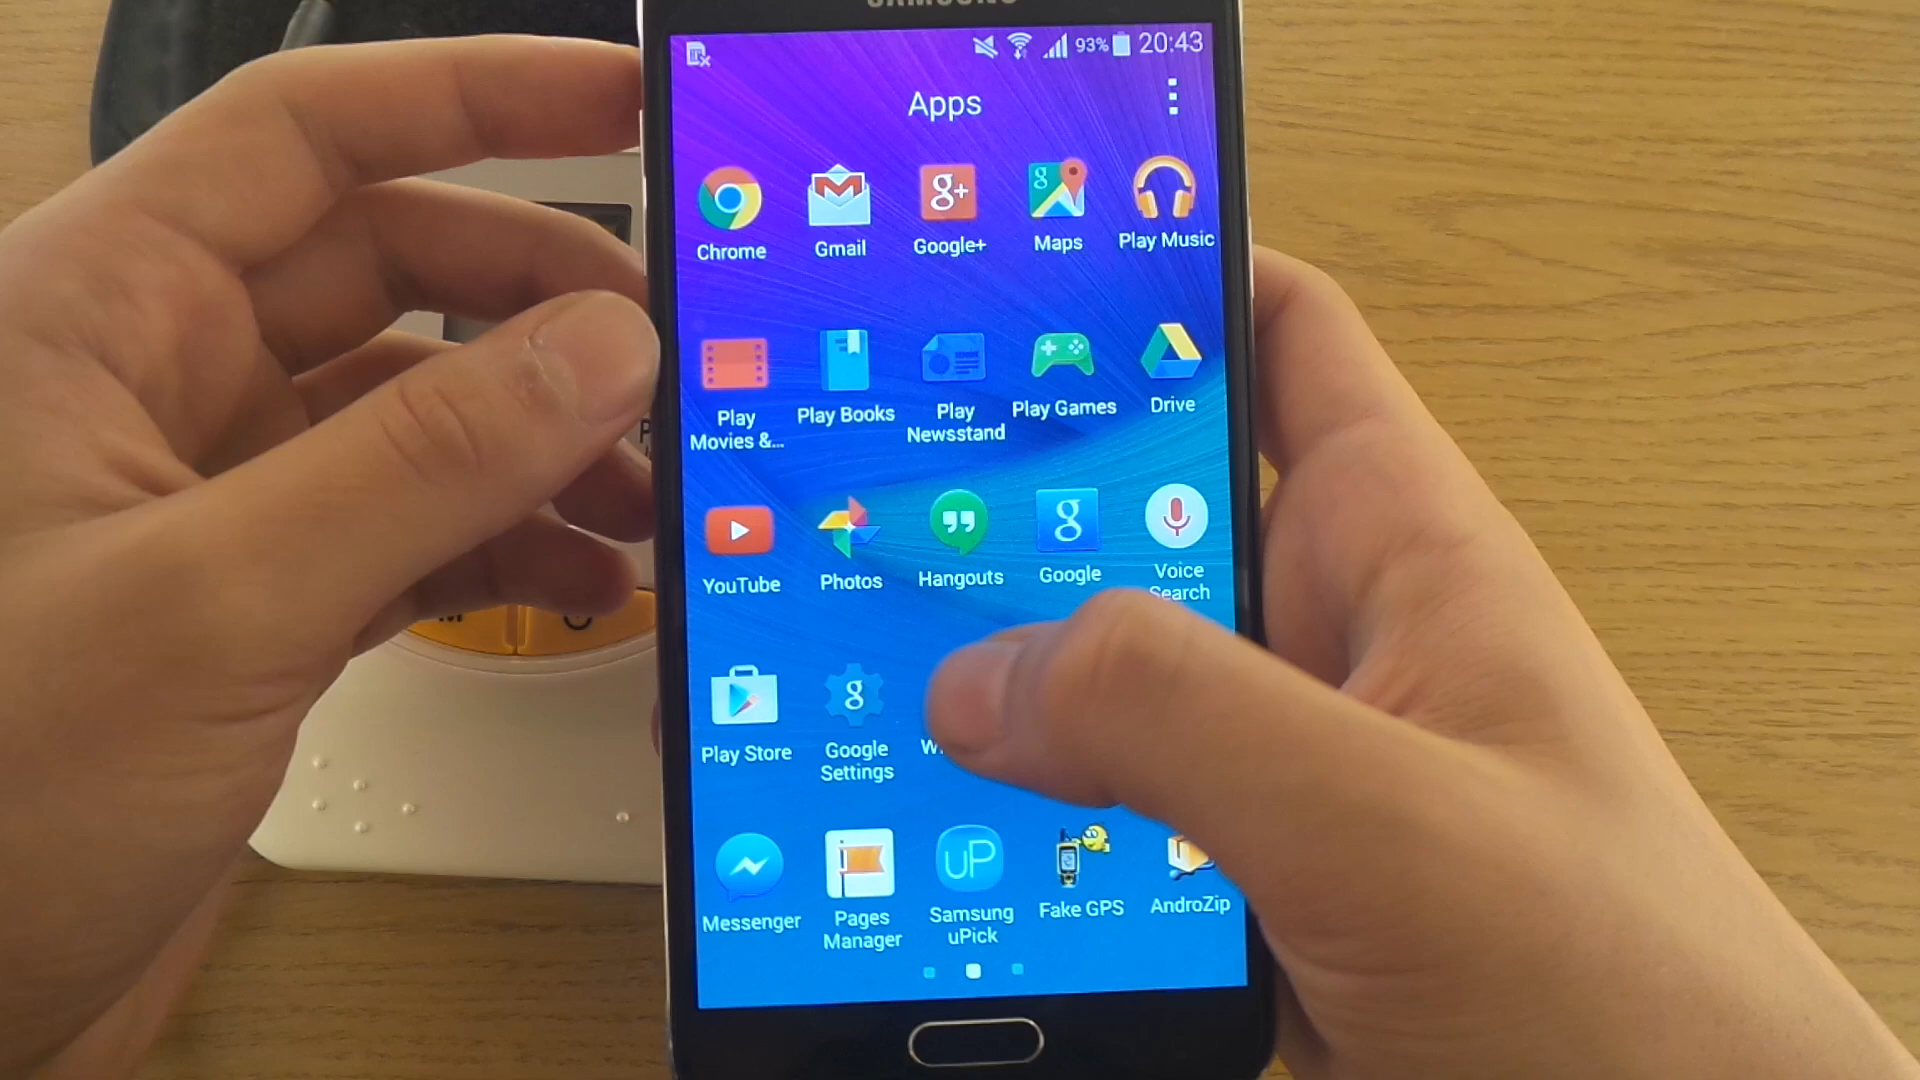 SAMSUNG
93% 20:43
Apps
Chrome Gmail Google+ Maps Play Music
Play Movies &... Play Books Play Newsstand Play Games Drive
YouTube Photos Hangouts Google Voice Search
Play Store Google Settings
Messenger Pages Manager Samsung uPick Fake GPS AndroZip